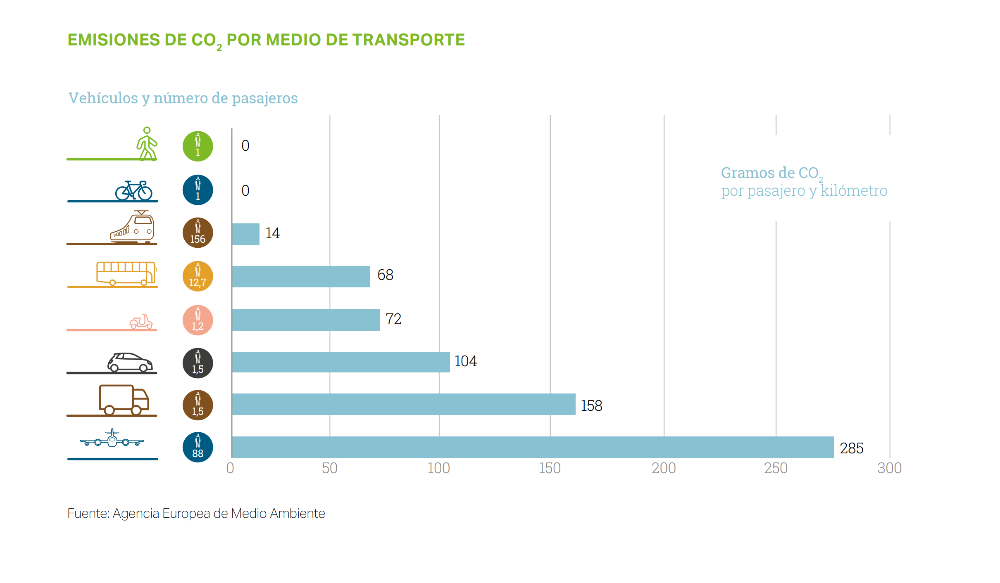 EMISIONES DE CO₂ POR MEDIO DE TRANSPORTE
Vehículos y número de pasajeros
1
0
1
0
Gramos de CO₂
por pasajero y kilómetro
156
14
12,7
68
1,2
72
1,5
104
1,5
158
88
285
0 50 100 150 200 250 300
Fuente: Agencia Europea de Medio Ambiente